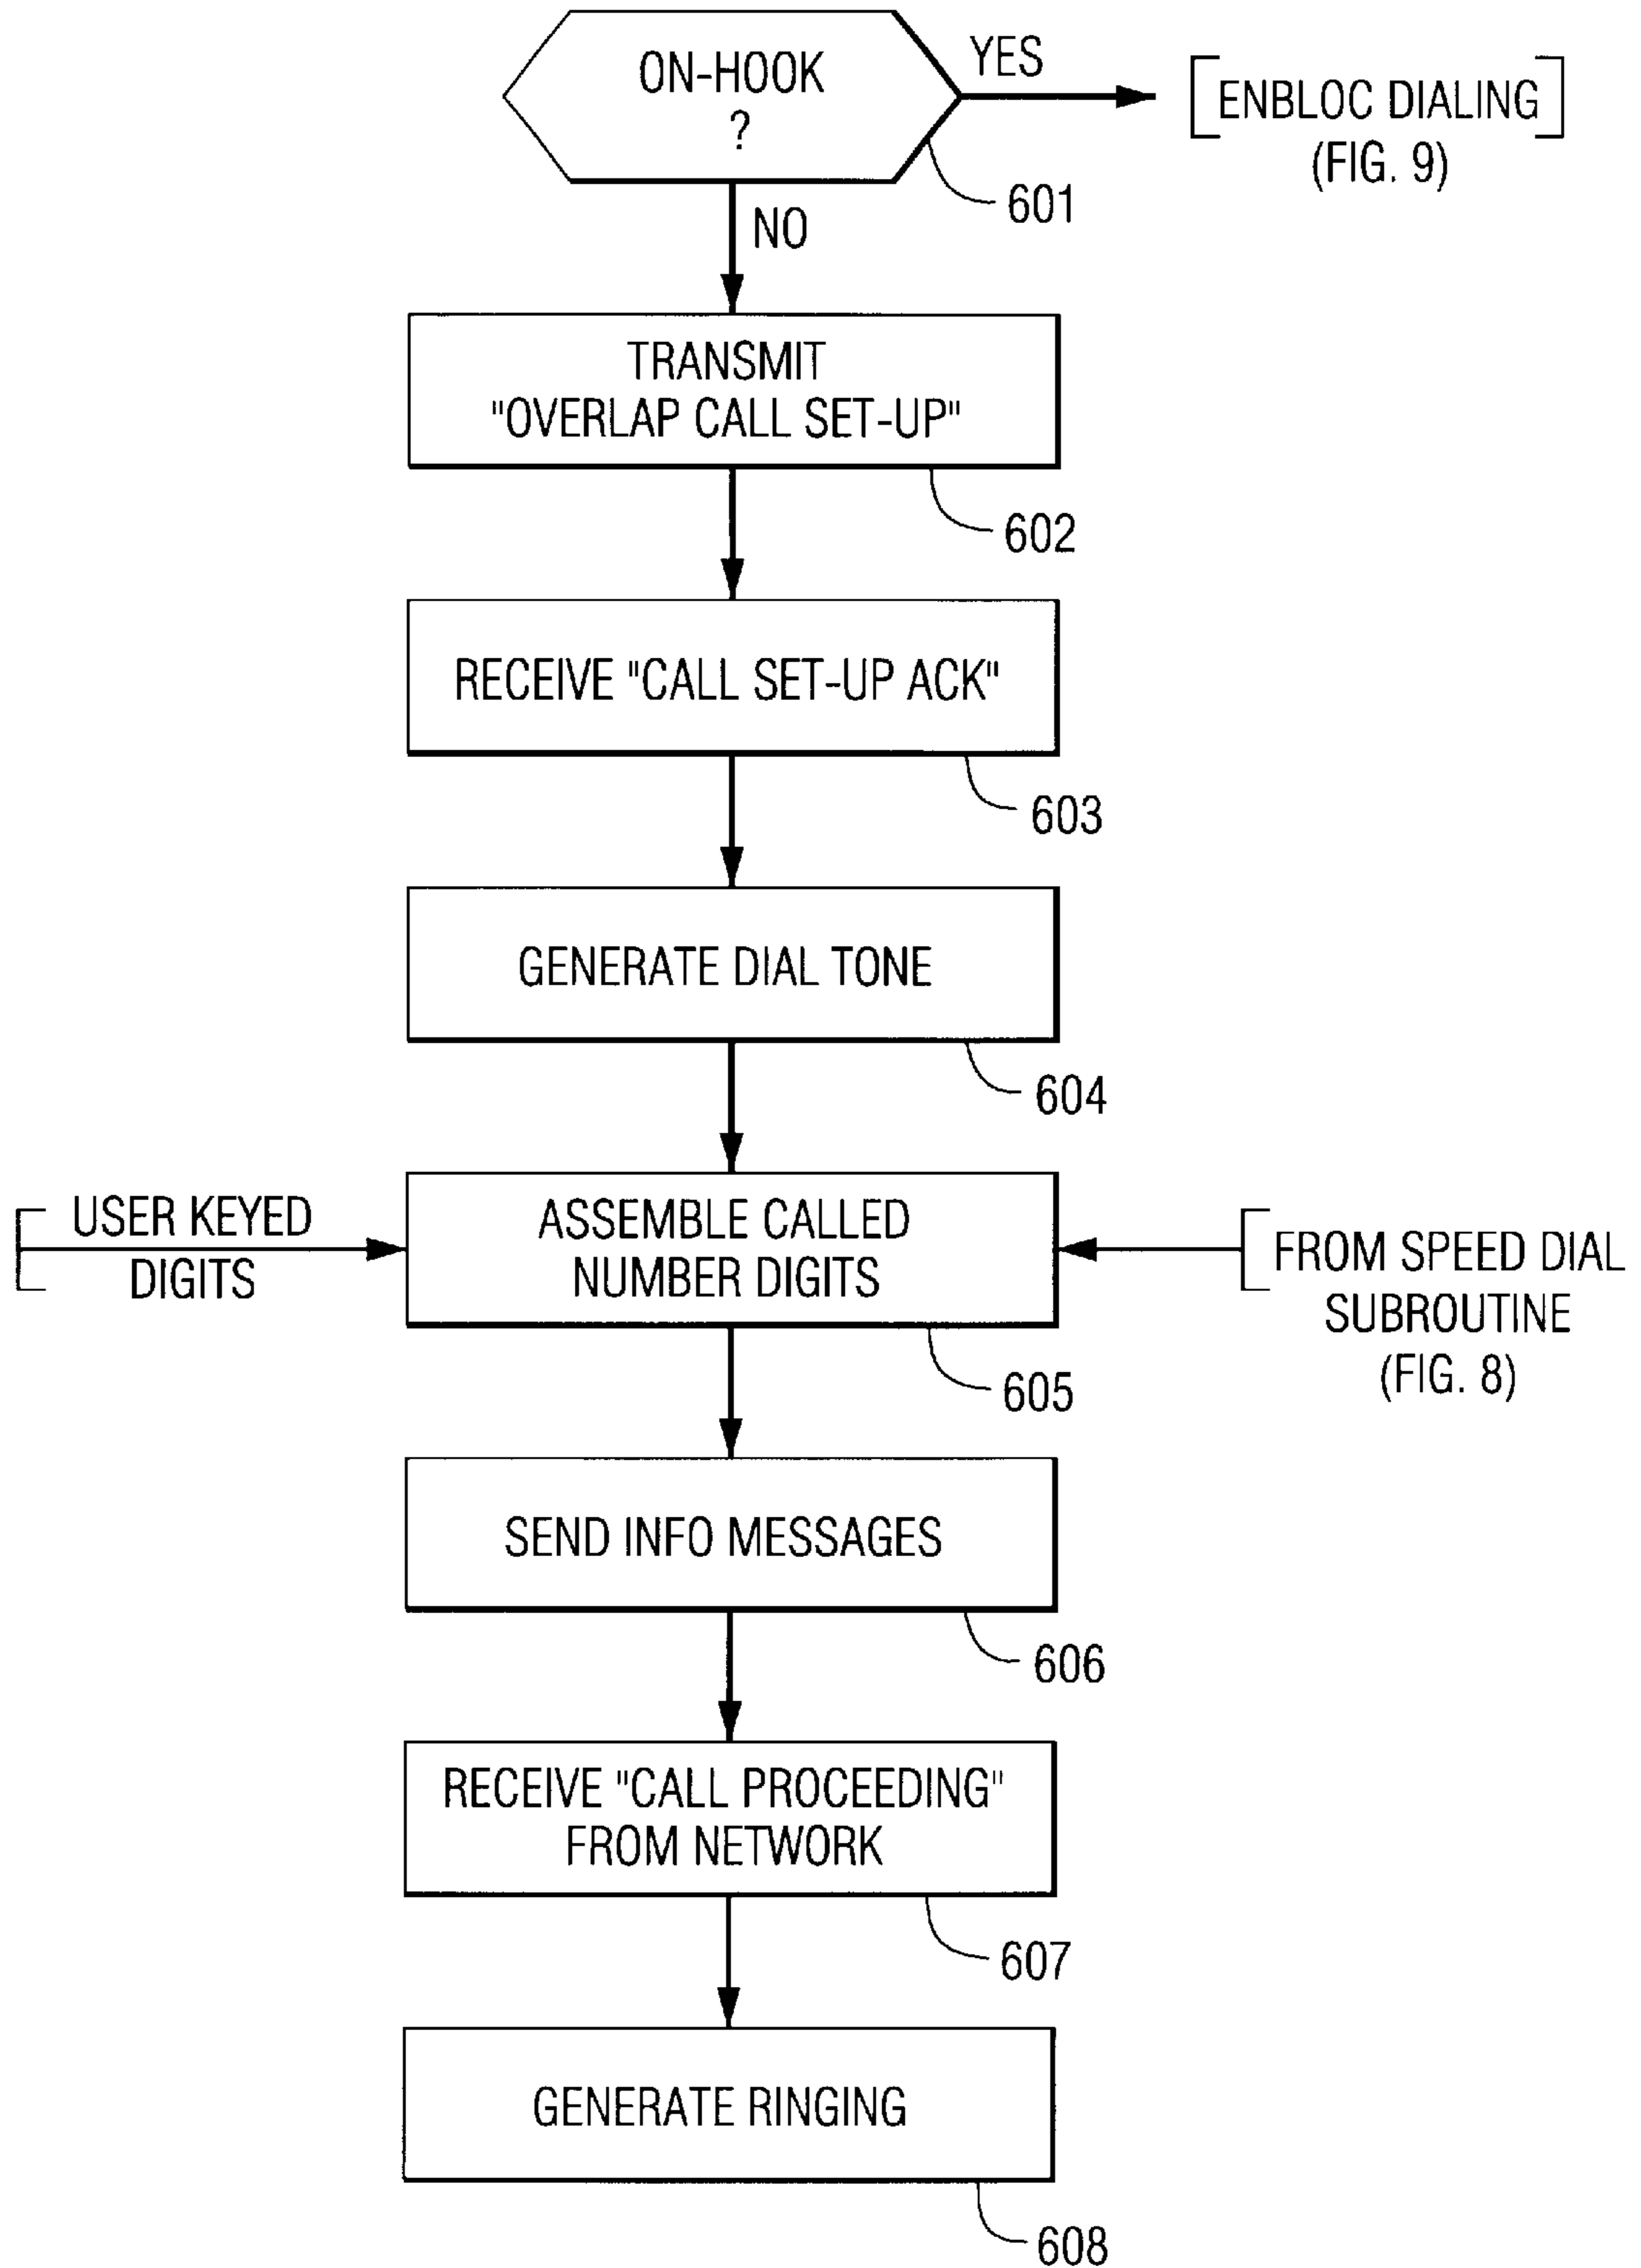 ON-HOOK
?
YES
[ENBLOC DIALING]
(FIG. 9)
601
NO
TRANSMIT
"OVERLAP CALL SET-UP"
602
RECEIVE "CALL SET-UP ACK"
603
GENERATE DIAL TONE
604
USER KEYED
DIGITS
ASSEMBLE CALLED
NUMBER DIGITS
FROM SPEED DIAL
SUBROUTINE
(FIG. 8)
605
SEND INFO MESSAGES
606
RECEIVE "CALL PROCEEDING"
FROM NETWORK
607
GENERATE RINGING
608